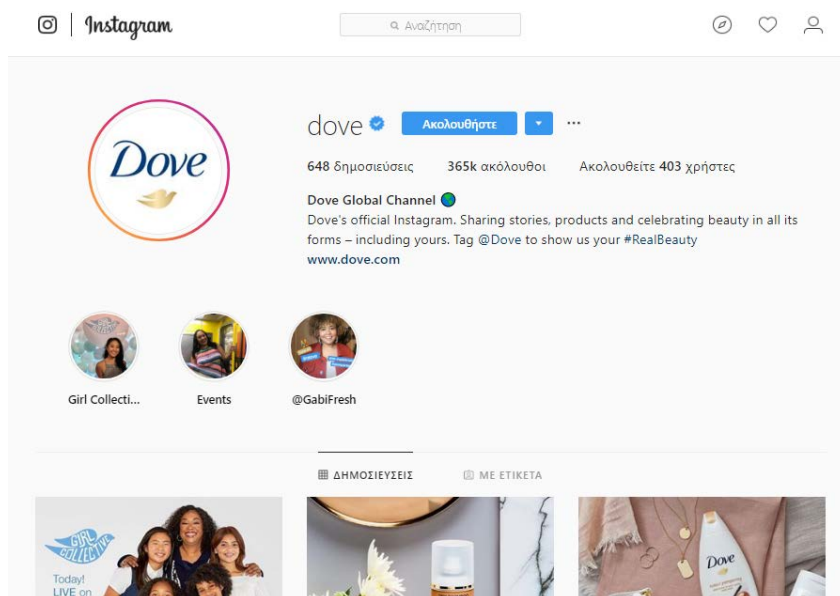 Instagram
Αναζήτηση
Dove
dove
Ακολουθήστε
648 δημοσιεύσεις 365k ακόλουθοι Ακολουθείτε 403 χρήστες
Dove Global Channel
Dove's official Instagram. Sharing stories, products and celebrating beauty in all its
forms – including yours. Tag @Dove to show us your #RealBeauty
www.dove.com
Girl Collecti... Events @GabiFresh
ΔΗΜΟΣΙΕΥΣΕΙΣ ΜΕ ΕΤΙΚΕΤΑ
GIRL
COLLECTIVE
Today!
LIVE on
Dove